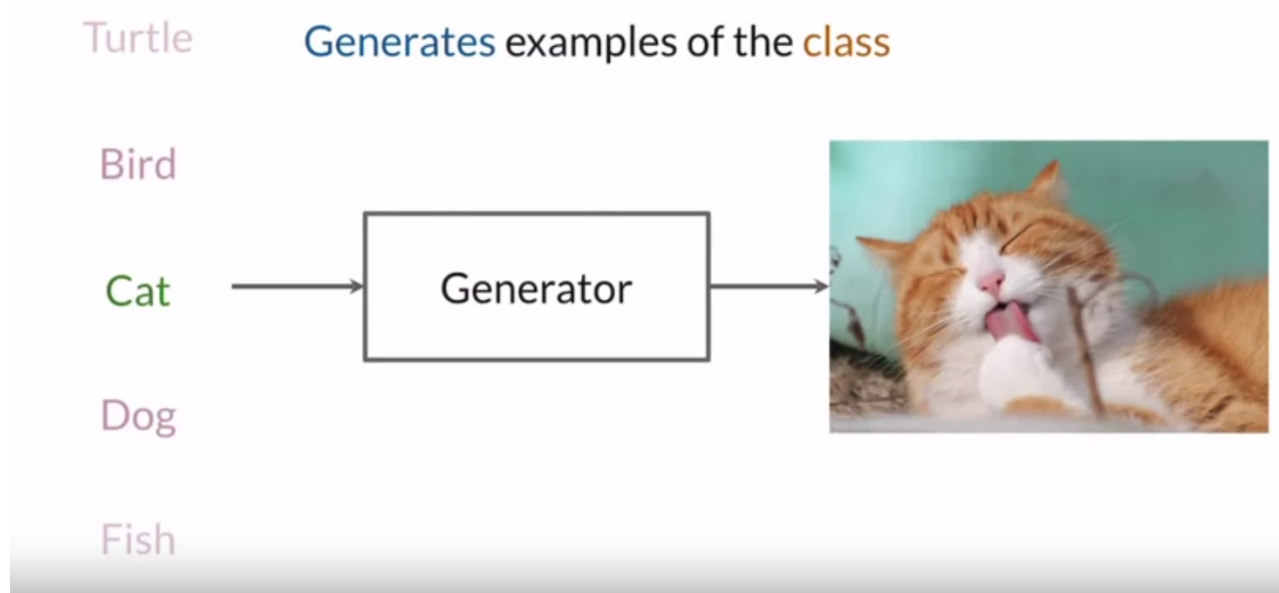 Turtle
Generates examples of the class
Bird
Cat
Generator
Dog
Fish